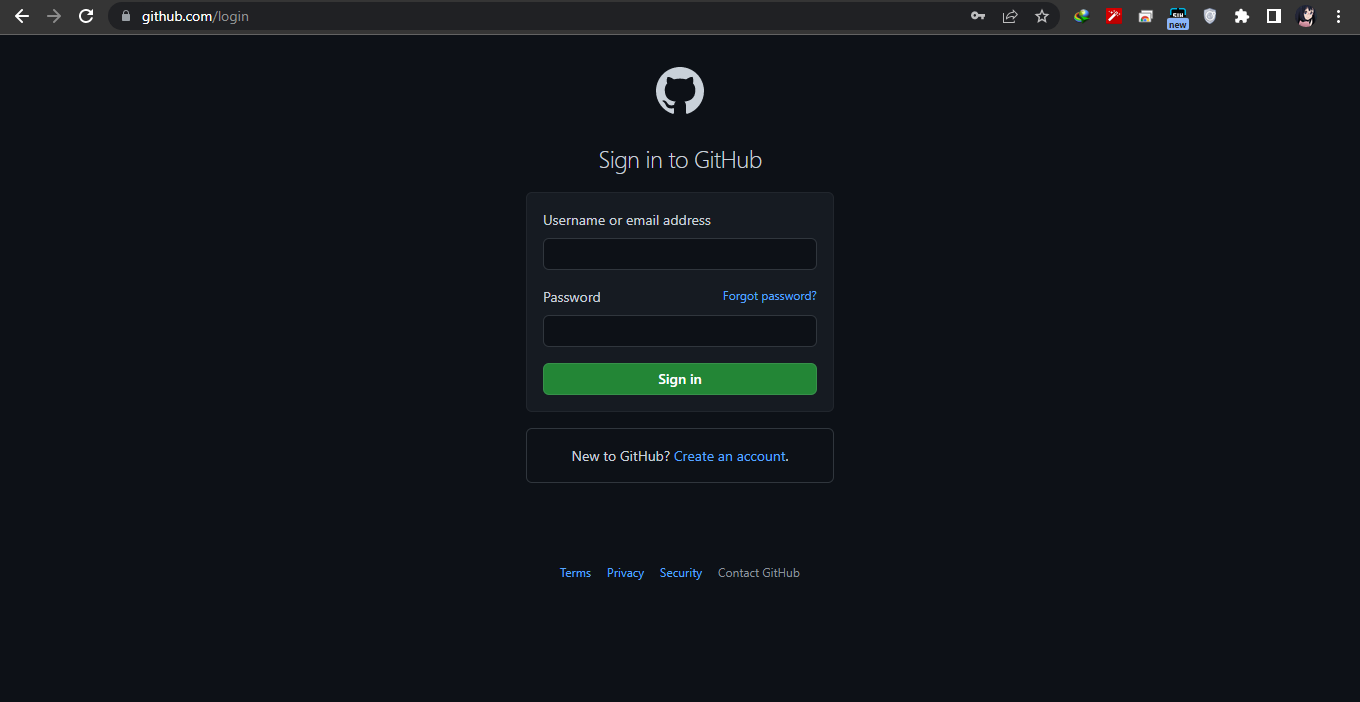 github.com/login
new
Sign in to GitHub
Username or email address
Password
Forgot password?
Sign in
New to GitHub? Create an account.
Terms Privacy Security Contact GitHub